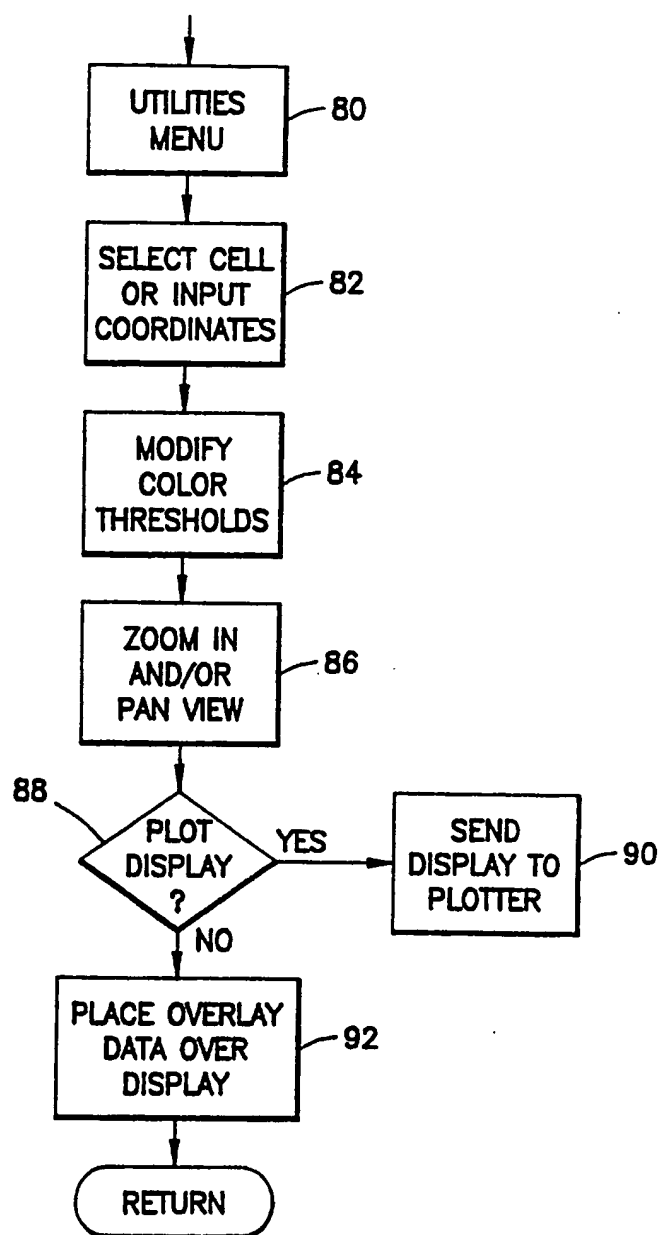 UTILITIES
MENU
80
SELECT CELL
OR INPUT
COORDINATES
82
MODIFY
COLOR
THRESHOLDS
84
ZOOM IN
AND/OR
PAN VIEW
86
88
PLOT
DISPLAY
?
YES
SEND
DISPLAY TO
PLOTTER
90
NO
PLACE OVERLAY
DATA OVER
DISPLAY
92
RETURN